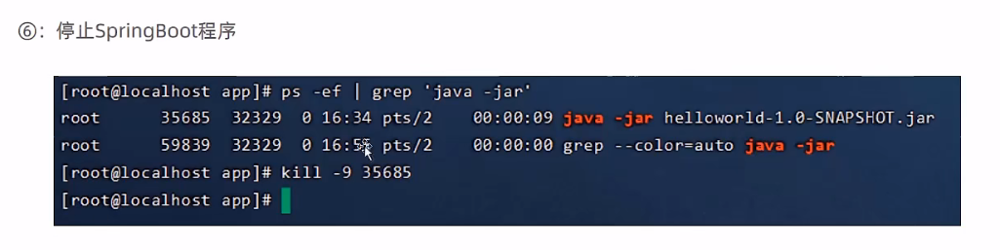 ⑥：停止SpringBoot程序
[root@localhost app]# ps -ef | grep 'java -jar'
root 35685 32329 0 16:34 pts/2 00:00:09 java -jar helloworld-1.0-SNAPSHOT.jar
root 59839 32329 0 pts/2 00:00:00 grep --color=auto java -jar
[root@localhost app]# kill -9 35685
[root@localhost app]#